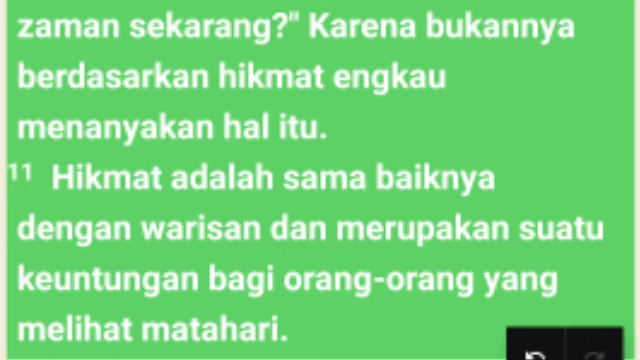 zaman sekarang?" Karena bukannya
berdasarkan hikmat engkau
menanyakan hal itu.
11 Hikmat adalah sama baiknya
dengan warisan dan merupakan suatu
keuntungan bagi orang-orang yang
melihat matahari.